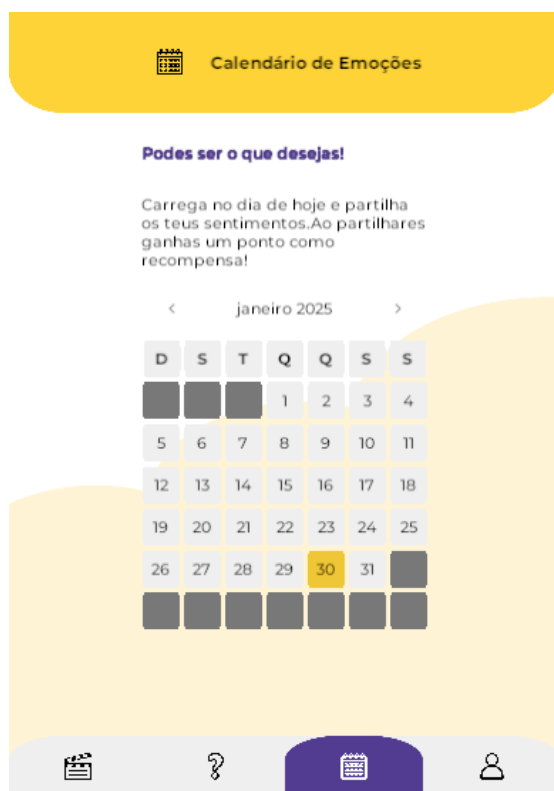 Calendário de Emoções
Podes ser o que desejas!
Carrega no dia de hoje e partilha
os teus sentimentos.Ao partilhares
ganhas um ponto como
recompensa!
< janeiro 2025 >
D S T Q Q S S
1 2 3 4
5 6 7 8 9 10 11
12 13 14 15 16 17 18
19 20 21 22 23 24 25
26 27 28 29 30 31